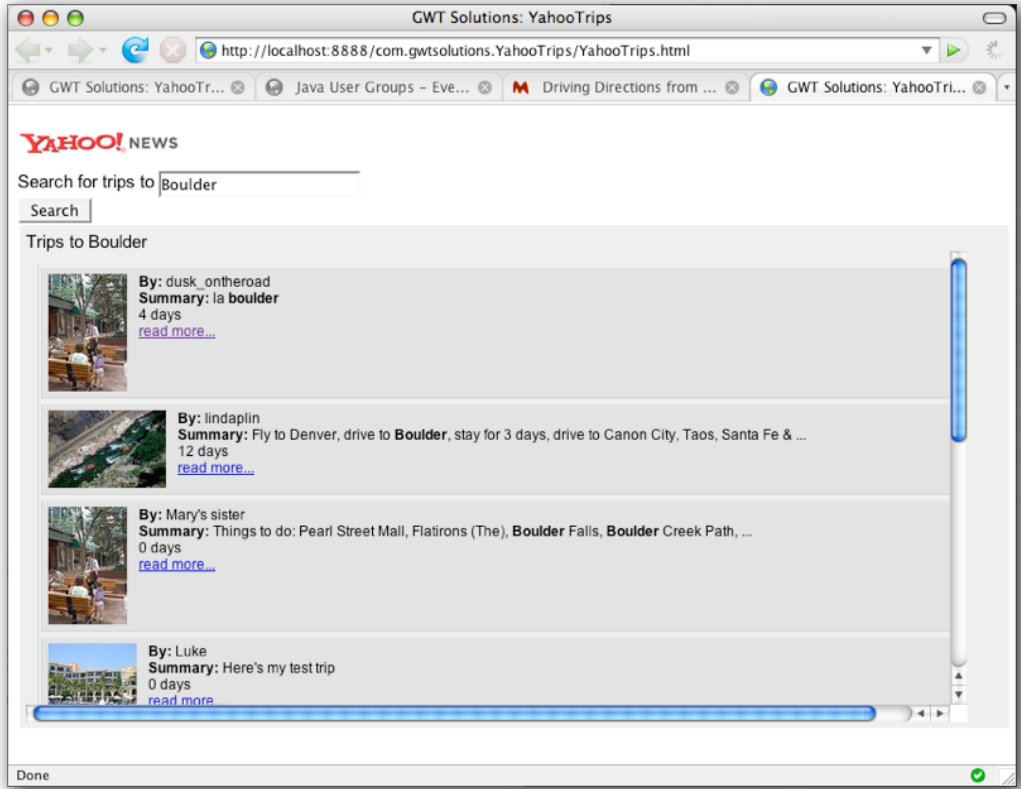 GWT Solutions: YahooTrips
http://localhost:8888/com.gwtsolutions.YahooTrips/YahooTrips.html
GWT Solutions: YahooTr... Java User Groups – Eve... Driving Directions from ... GWT Solutions: YahooTri...
YAHOO! NEWS
Search for trips to Boulder
Search
Trips to Boulder
By: dusk_ontheroad
Summary: la boulder
4 days
read more...
By: lindaplin
Summary: Fly to Denver, drive to Boulder, stay for 3 days, drive to Canon City, Taos, Santa Fe & ...
12 days
read more...
By: Mary's sister
Summary: Things to do: Pearl Street Mall, Flatirons (The), Boulder Falls, Boulder Creek Path, ...
0 days
read more...
By: Luke
Summary: Here's my test trip
0 days
read more
Done